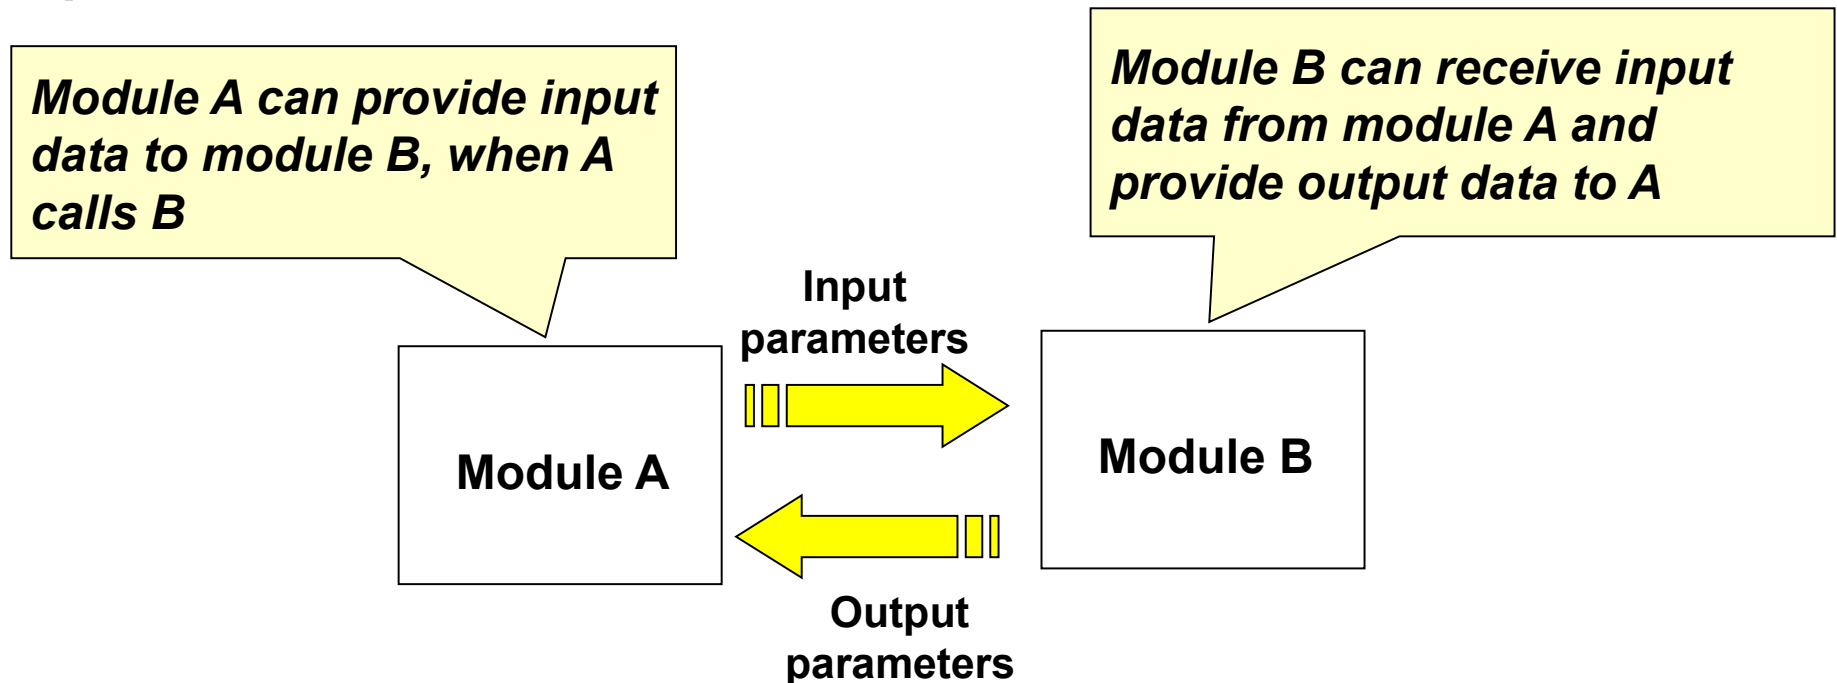 Module A can provide input
data to module B, when A
calls B
Module B can receive input
data from module A and
provide output data to A
Input
parameters
Module A
Module B
Output
parameters